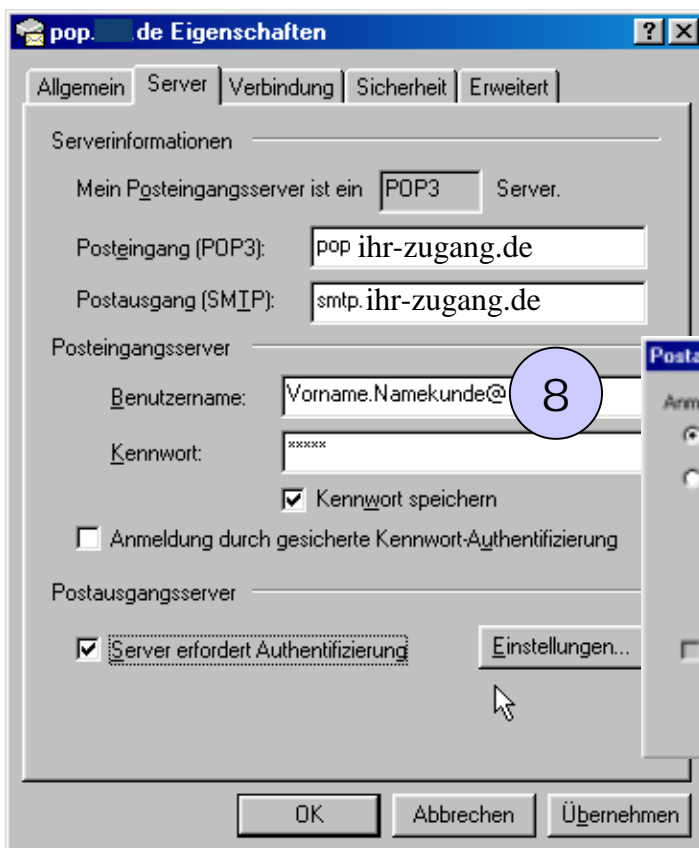 pop. .de Eigenschaften
Allgemein Server Verbindung Sicherheit Erweitert
Serverinformationen
Mein Posteingangsserver ist ein POP3 Server.
Posteingang (POP3): pop ihr-zugang.de
Postausgang (SMTP): smtp.ihr-zugang.de
Posteingangsserver
Posta
Benutzername: Vorname.Namekunde@ 8
Anm
Kennwort: *****
Kennwort speichern
Anmeldung durch gesicherte Kennwort-Authentifizierung
Postausgangsserver
Server erfordert Authentifizierung Einstellungen...
OK Abbrechen Übernehmen